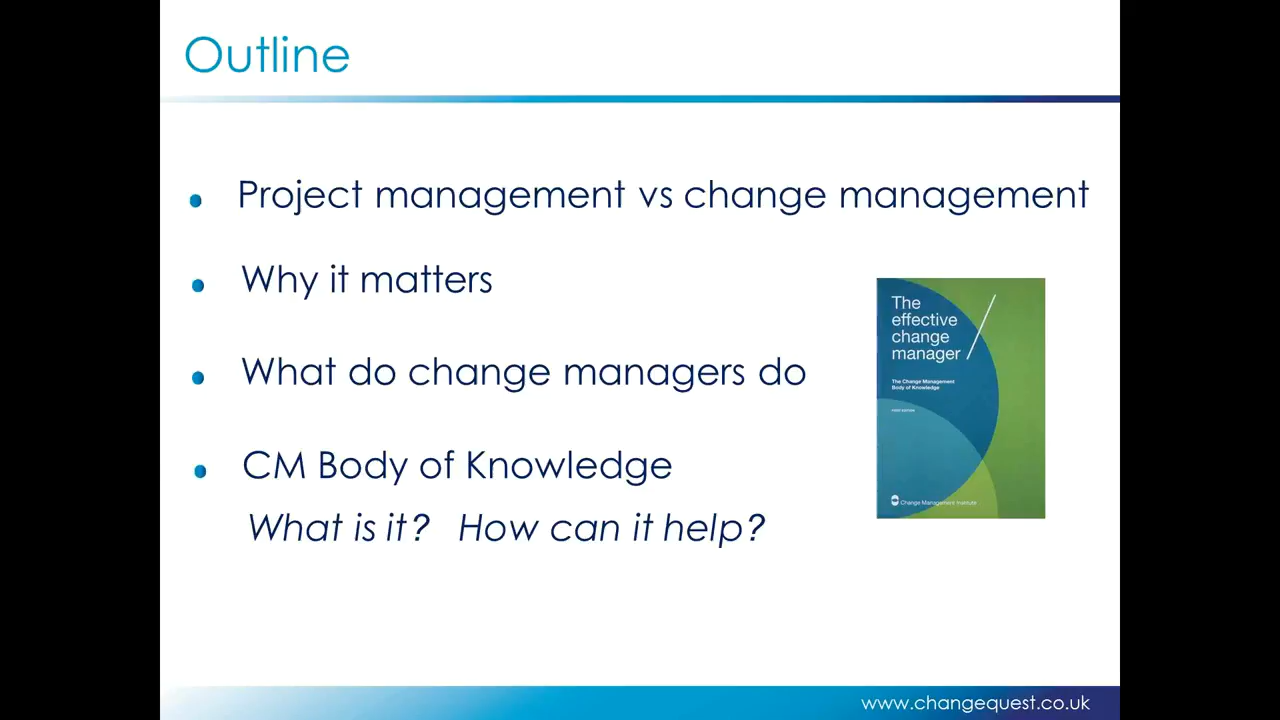 Outline
Project management vs change management
Why it matters
What do change managers do
CM Body of Knowledge
What is it? How can it help?
The
effective
change
manager
The Change Management
Body of Knowledge
FIRST EDITION
Change Management Institute
www.changequest.co.uk